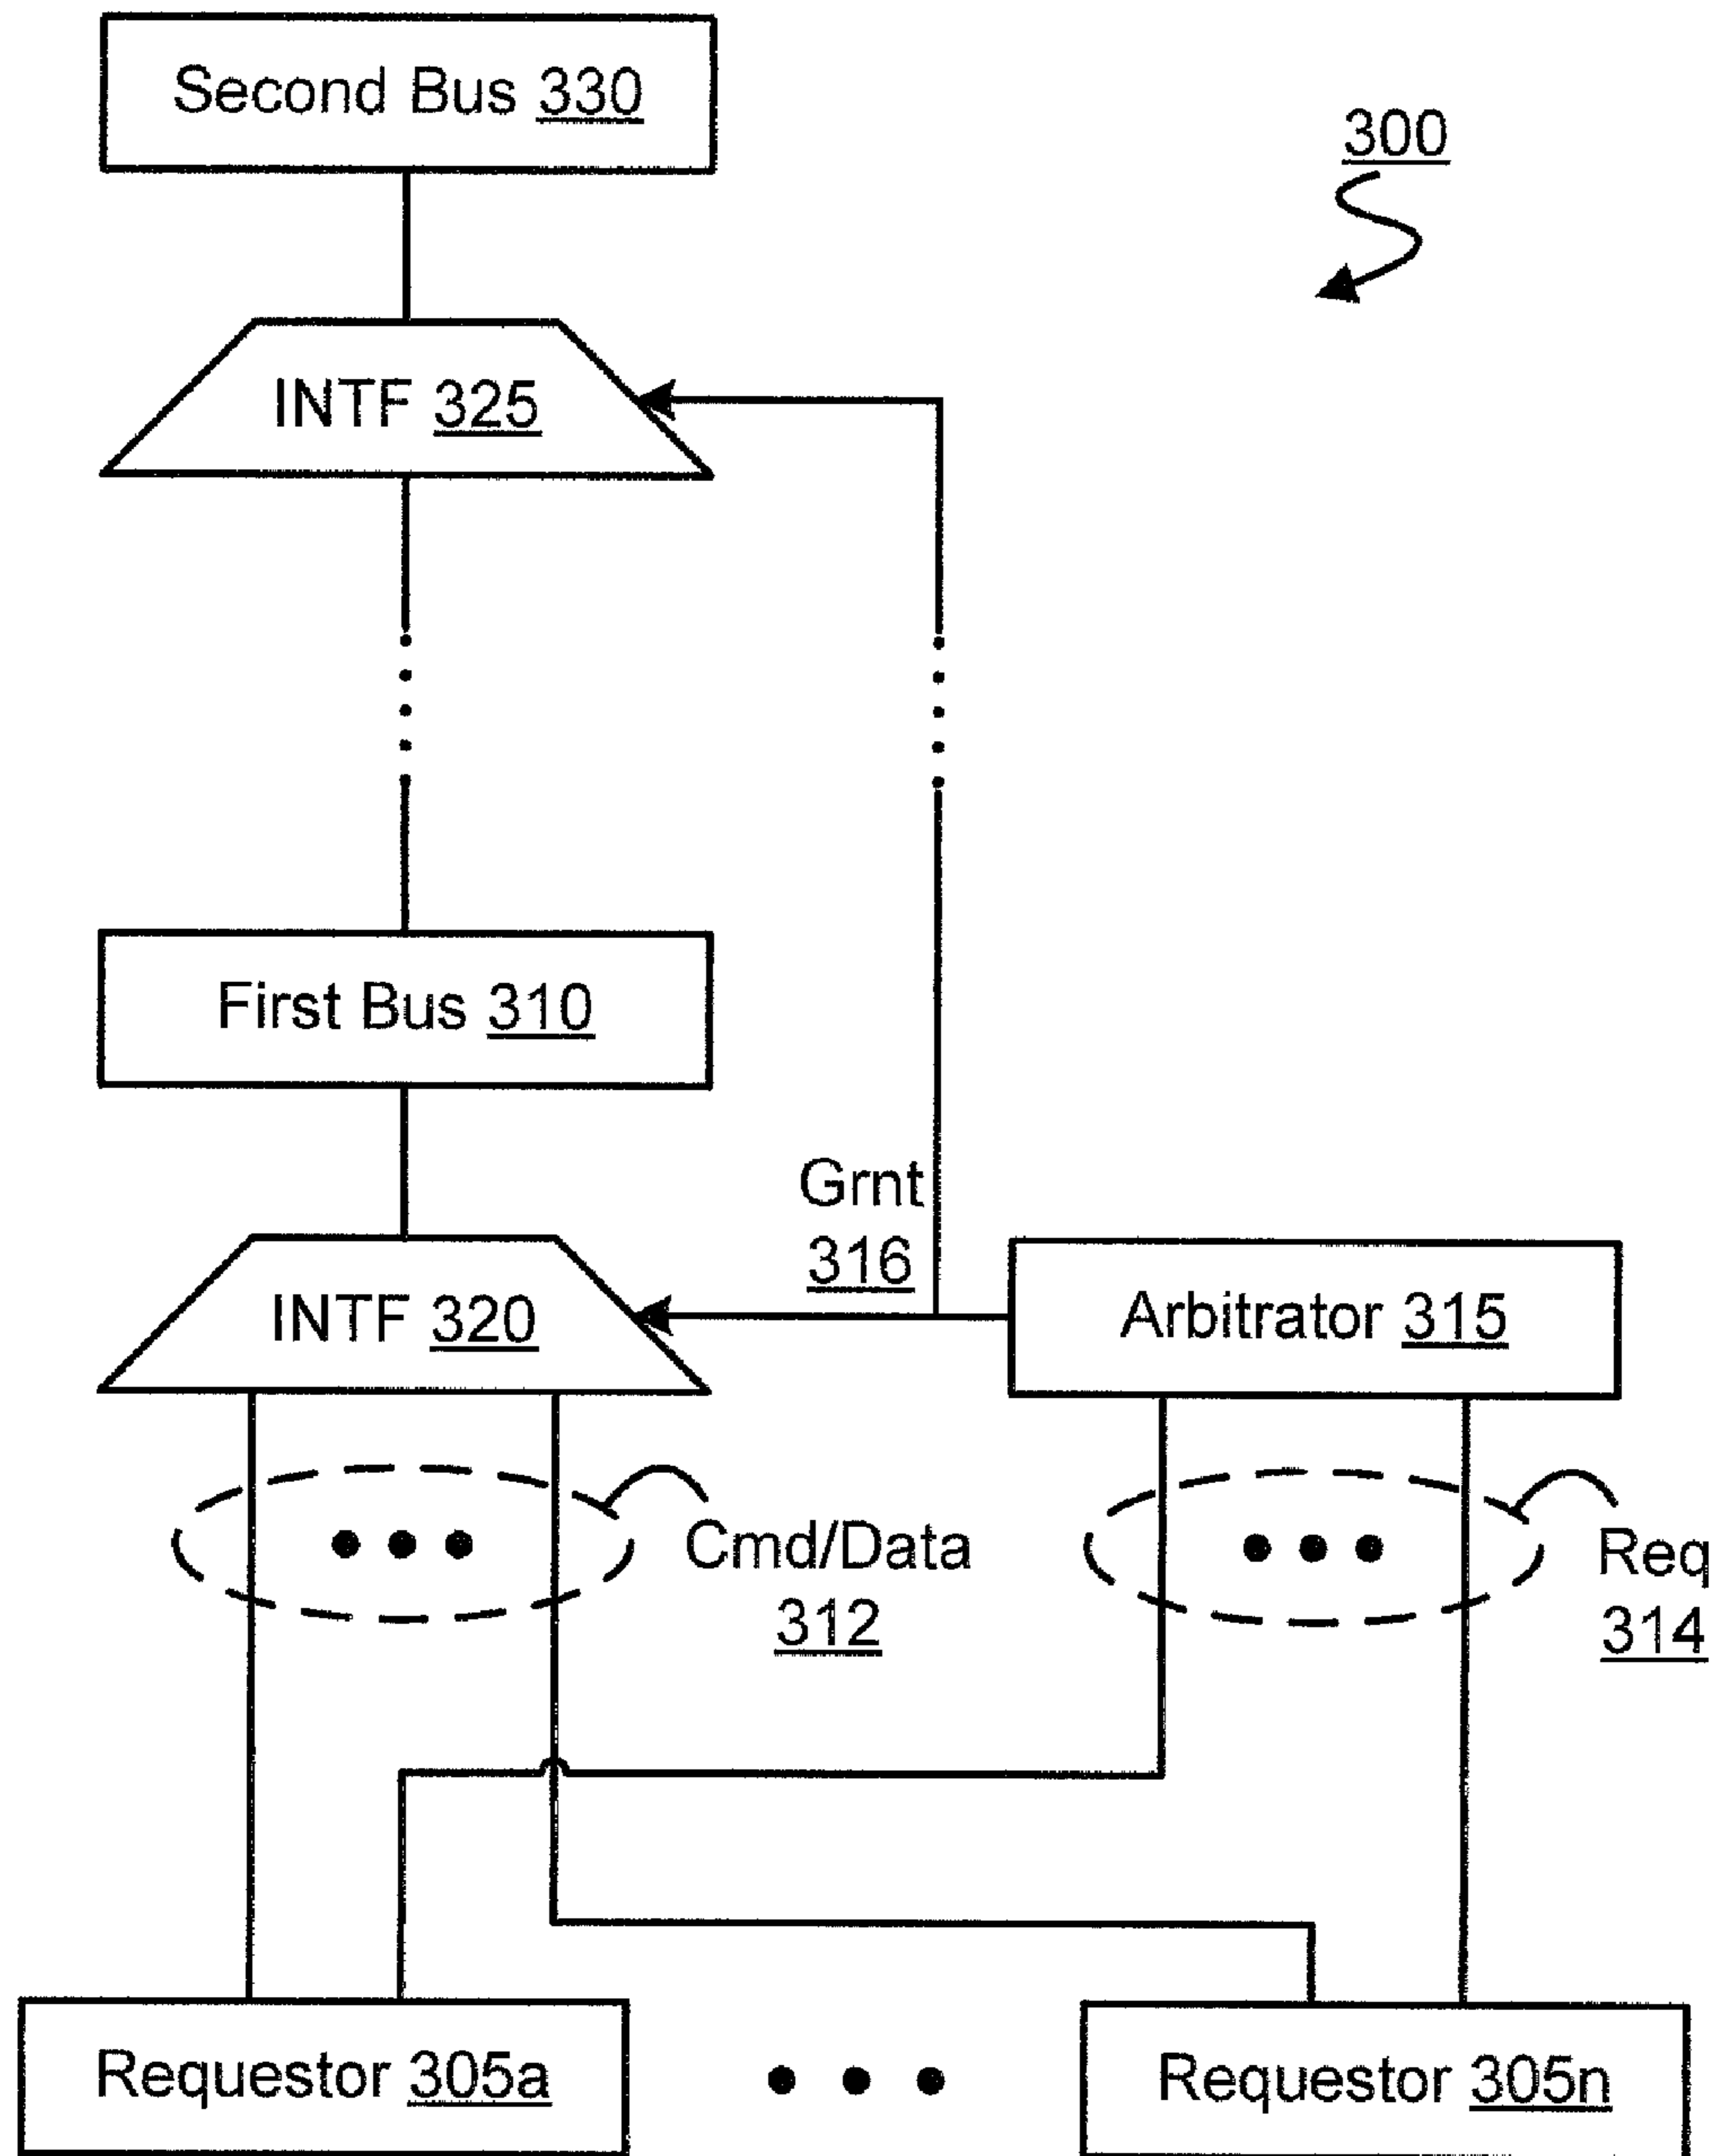 Second Bus 330
300
INTF 325
First Bus 310
Grnt
316
INTF 320
Arbitrator 315
Cmd/Data
312
Req
314
Requestor 305a
Requestor 305n